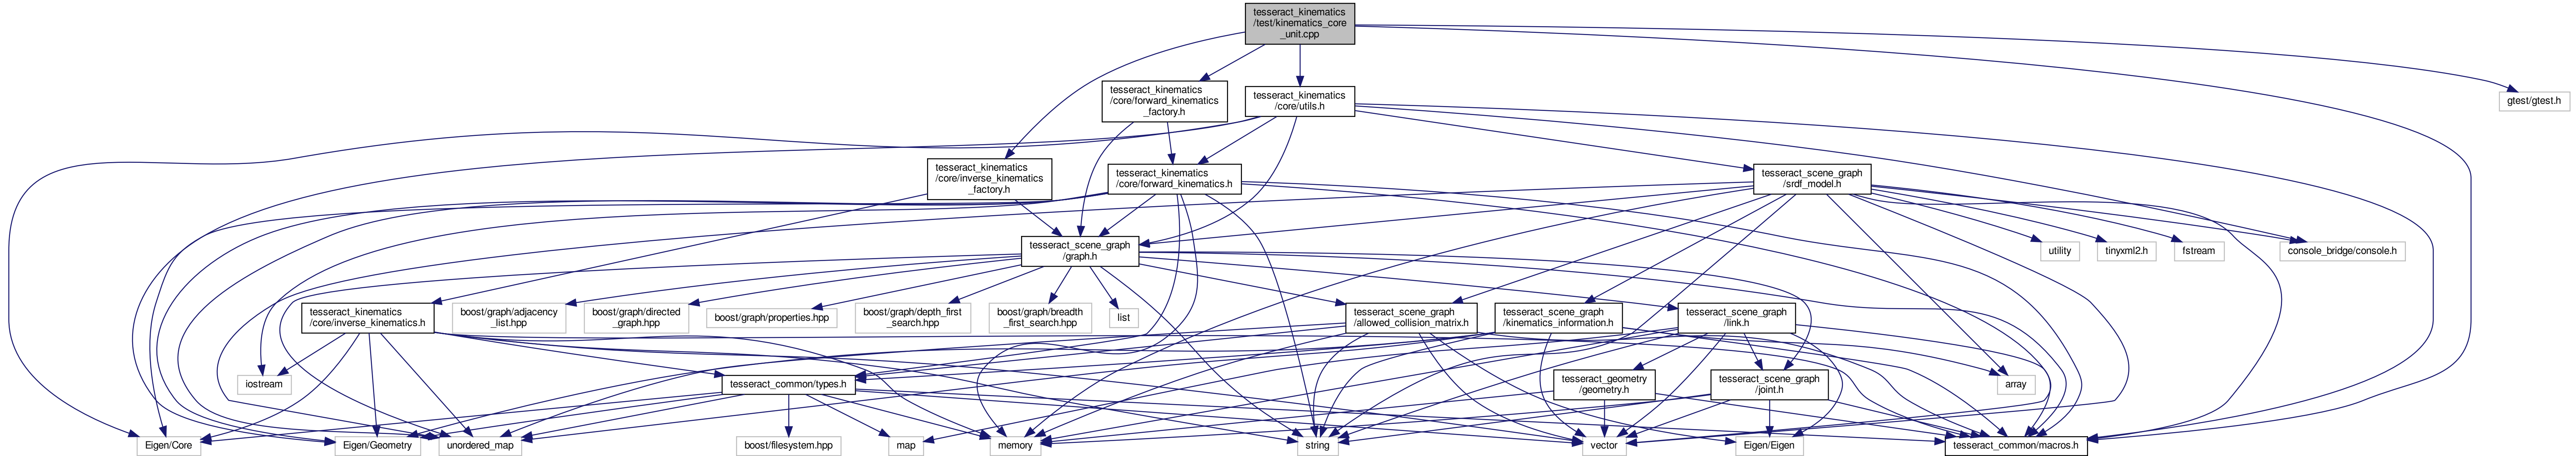 tesseract_kinematics
/test/kinematics_core
_unit.cpp
tesseract_kinematics
/core/forward_kinematics
_factory.h
tesseract_kinematics
/core/utils.h
gtest/gtest.h
tesseract_kinematics
/core/inverse_kinematics
_factory.h
tesseract_kinematics
/core/forward_kinematics.h
tesseract_scene_graph
/srdf_model.h
tesseract_scene_graph
/graph.h
utility
tinyxml2.h
fstream
console_bridge/console.h
tesseract_kinematics
/core/inverse_kinematics.h
boost/graph/adjacency
_list.hpp
boost/graph/directed
_graph.hpp
boost/graph/properties.hpp
boost/graph/depth_first
_search.hpp
boost/graph/breadth
_first_search.hpp
list
tesseract_scene_graph
/allowed_collision_matrix.h
tesseract_scene_graph
/kinematics_information.h
tesseract_scene_graph
/link.h
iostream
tesseract_common/types.h
tesseract_geometry
/geometry.h
tesseract_scene_graph
/joint.h
array
Eigen/Core
Eigen/Geometry
unordered_map
boost/filesystem.hpp
map
memory
string
vector
Eigen/Eigen
tesseract_common/macros.h